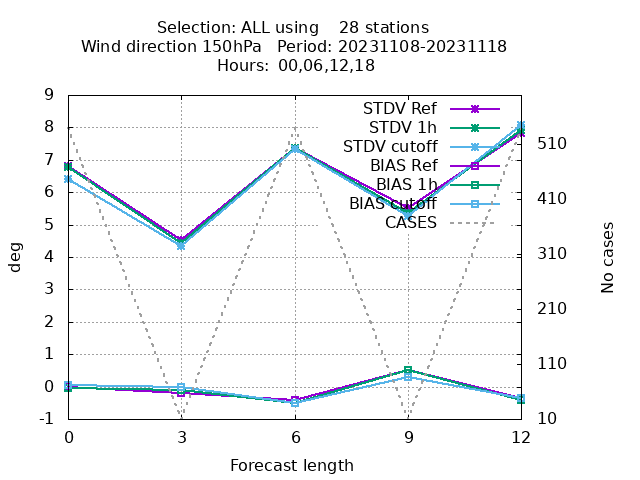 Selection: ALL using    28 stations
Wind direction 150hPa   Period: 20231108-20231118
Hours: 00,06,12,18
9
8
7
6
5
4
3
2
1
0
-1
deg
STDV Ref
STDV 1h
STDV cutoff
BIAS Ref
BIAS 1h
BIAS cutoff
CASES
510
410
310
210
110
10
No cases
0 3 6 9 12
Forecast length